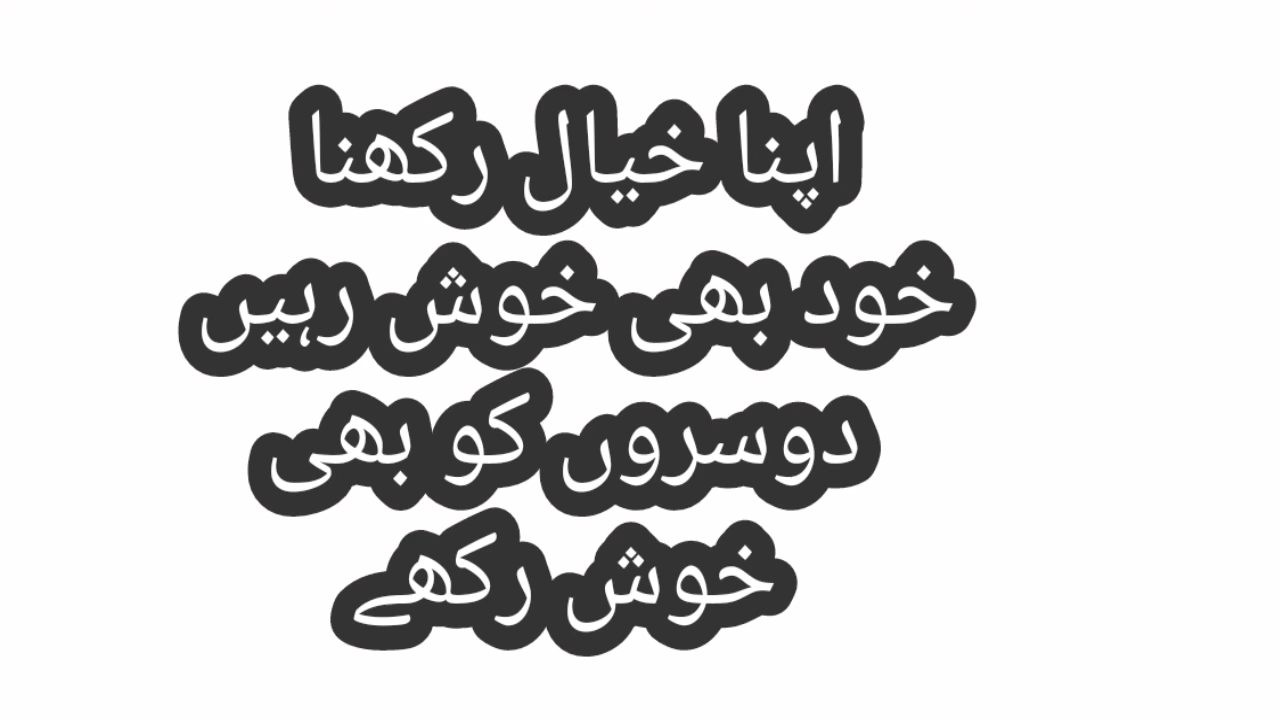 اپنا خیال رکھنا
خود بھی خوش رہیں
دوسروں کو بھی
خوش رکھے